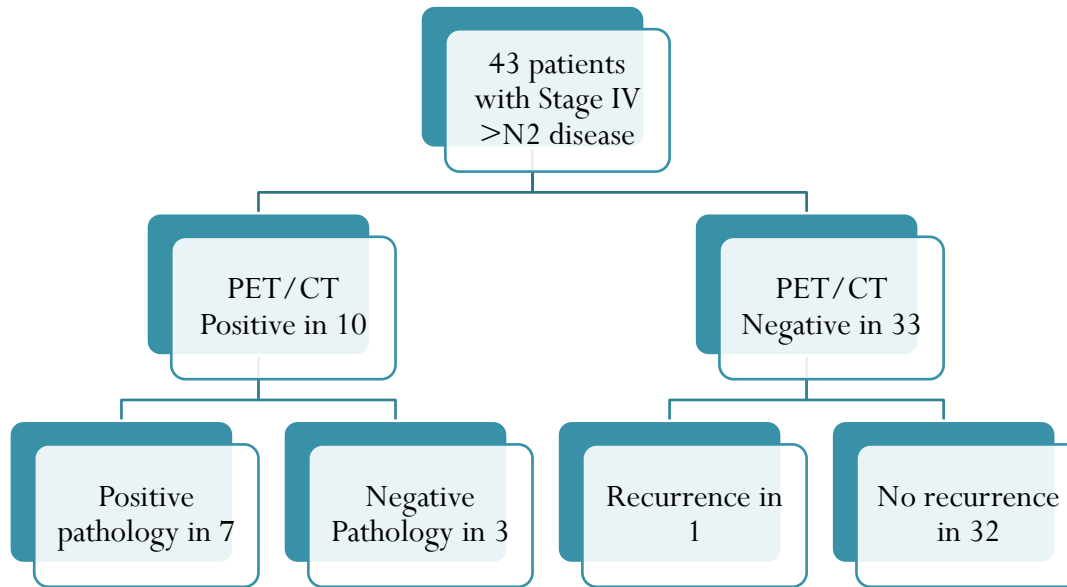 43 patients
with Stage IV
>N2 disease
PET/CT
Positive in 10
PET/CT
Negative in 33
Positive
pathology in 7
Negative
Pathology in 3
Recurrence in
1
No recurrence
in 32